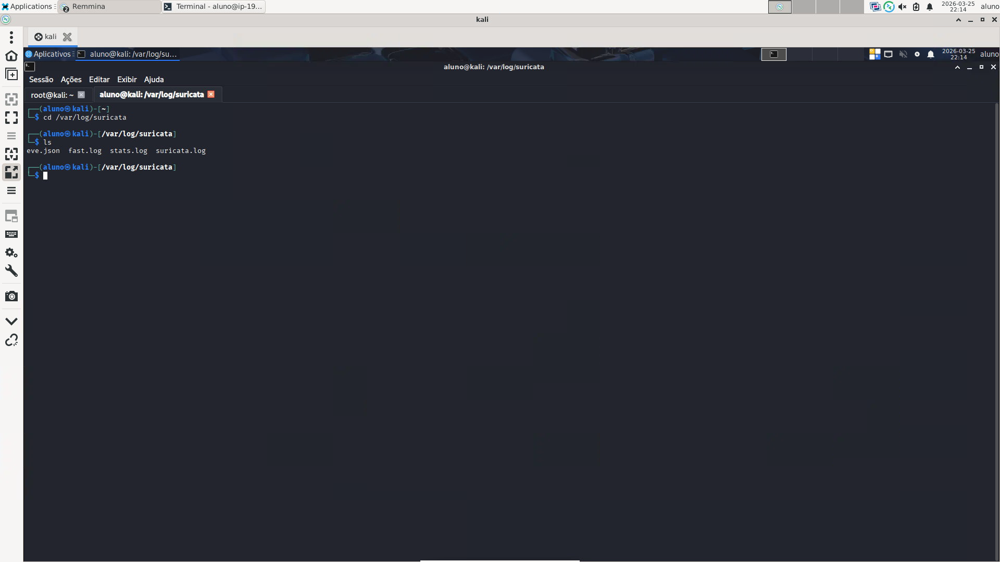 Applications
2
Remmina
Terminal - aluno@ip-19...
2026-03-25
22:14
aluno
kali
kali
Aplicativos
aluno@kali: /var/log/su...
2026-03-25
22:14
aluno
aluno@kali: /var/log/suricata
Sessão Ações Editar Exibir Ajuda
root@kali: ~
aluno@kali: /var/log/suricata
┌──(aluno㉿kali)-[~]
└─$ cd /var/log/suricata
┌──(aluno㉿kali)-[/var/log/suricata]
└─$ ls
eve.json  fast.log  stats.log  suricata.log
┌──(aluno㉿kali)-[/var/log/suricata]
└─$